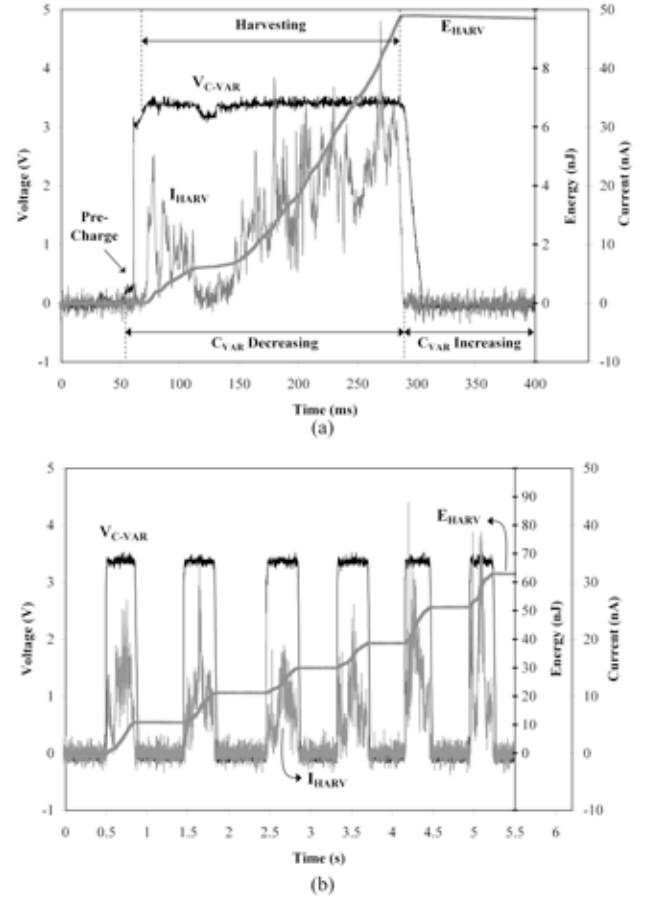 Harvesting
E_HARV
V_C-VAR
I_HARV
Pre-
Charge
C_VAR Decreasing
C_VAR Increasing
Voltage (V)
5
4
3
2
1
0
-1
Energy (nJ)
8
6
4
2
0
Current (nA)
50
40
30
20
10
0
-10
0 50 100 150 200 250 300 350 400
Time (ms)
(a)
V_C-VAR
E_HARV
I_HARV
Voltage (V)
5
4
3
2
1
0
-1
Energy (nJ)
90
80
70
60
50
40
30
20
10
0
Current (nA)
50
40
30
20
10
0
-10
0 0.5 1 1.5 2 2.5 3 3.5 4 4.5 5 5.5
Time (s)
(b)